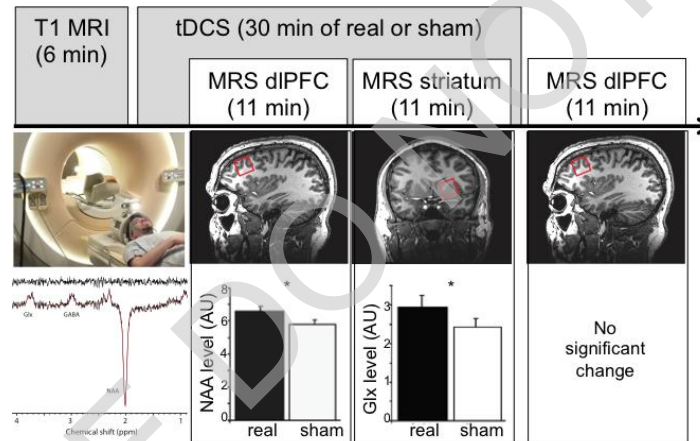 T1 MRI
(6 min)
tDCS (30 min of real or sham)
MRS dlPFC
(11 min)
MRS striatum
(11 min)
MRS dlPFC
(11 min)
Glx
GABA
NAA
4
3
2
1
Chemical shift (ppm)
NAA level (AU)
8
6
4
2
0
*
real
sham
Glx level (AU)
3
2
1
0
*
real
sham
No
significant
change
DO NO